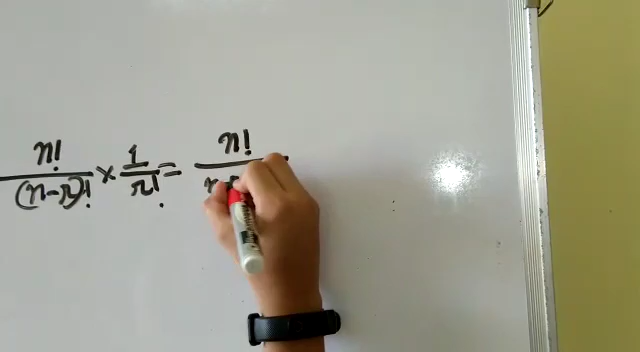 n! / (n-r)! × 1 / r! = n!